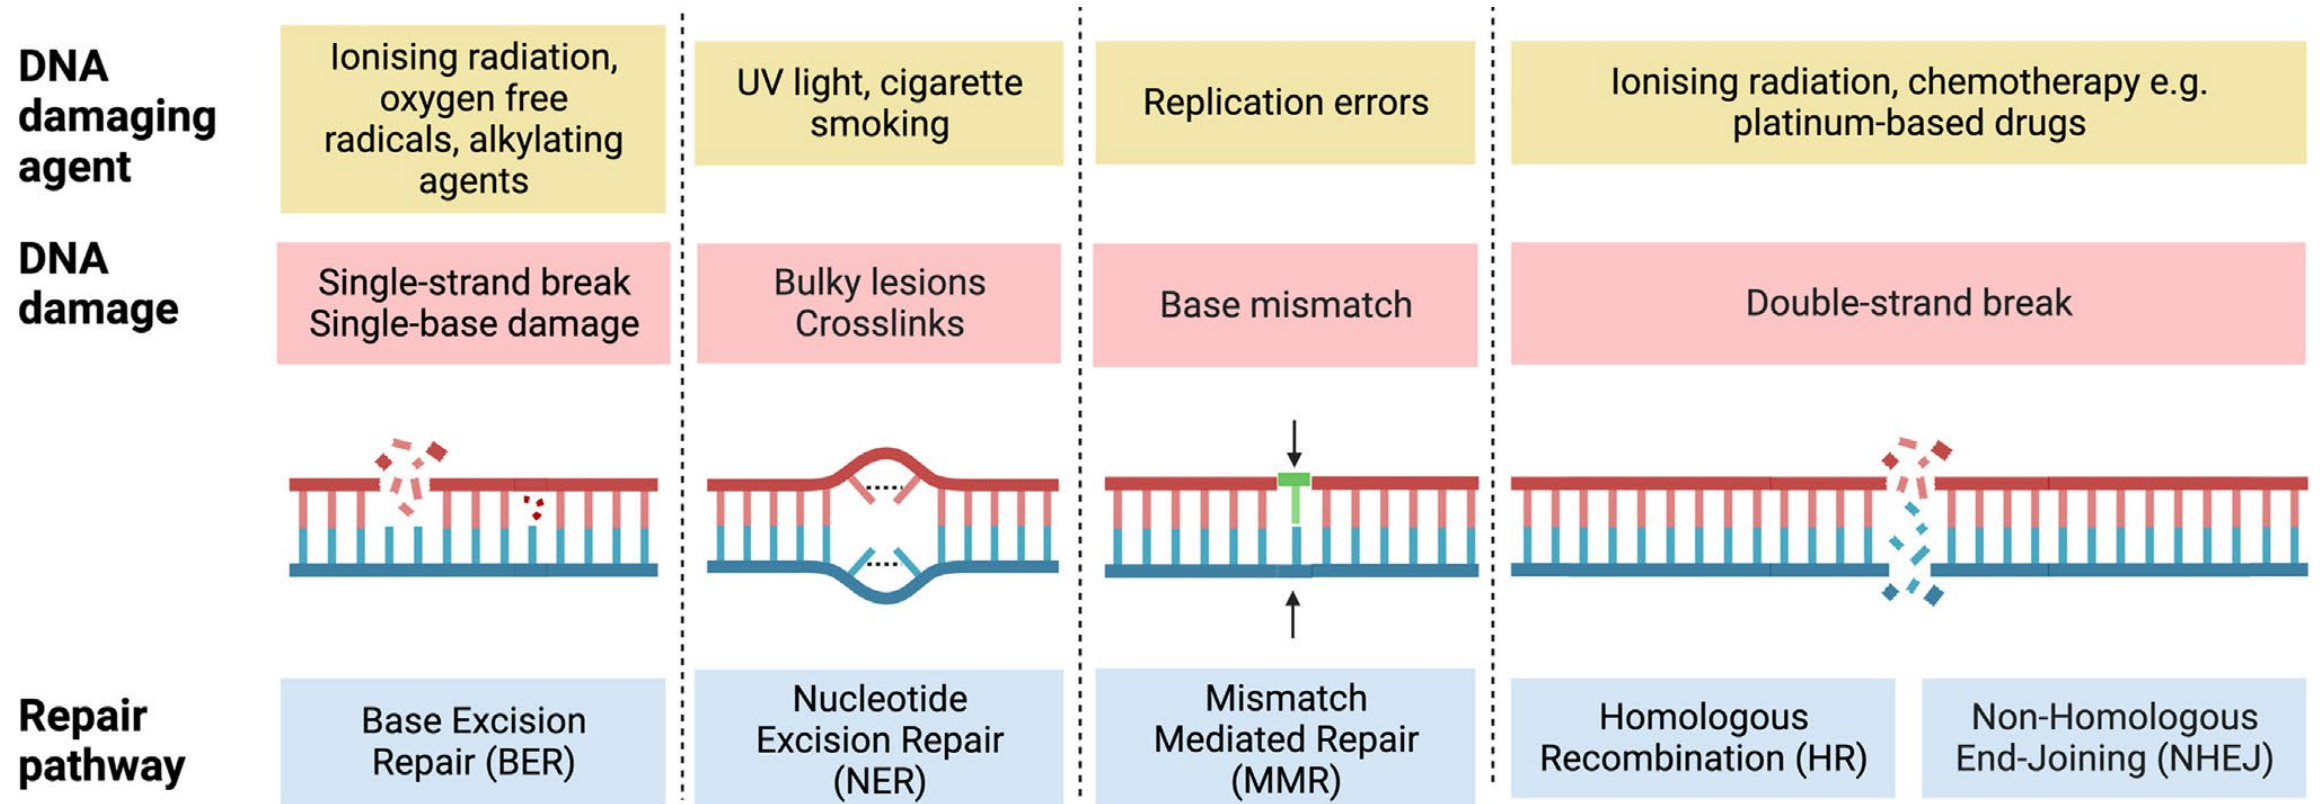 DNA
damaging
agent
Ionising radiation,
oxygen free
radicals, alkylating
agents
UV light, cigarette
smoking
Replication errors
Ionising radiation, chemotherapy e.g.
platinum-based drugs
DNA
damage
Single-strand break
Single-base damage
Bulky lesions
Crosslinks
Base mismatch
Double-strand break
Repair
pathway
Base Excision
Repair (BER)
Nucleotide
Excision Repair
(NER)
Mismatch
Mediated Repair
(MMR)
Homologous
Recombination (HR)
Non-Homologous
End-Joining (NHEJ)